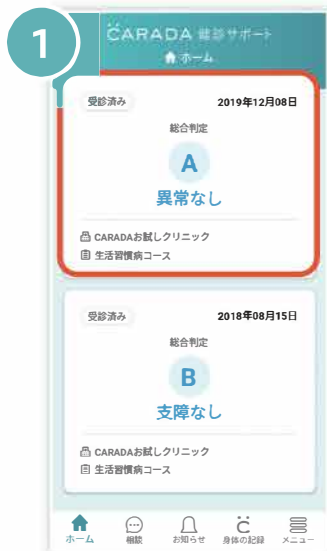 1
CARADA 健診サポート
ホーム
受診済み 2019年12月08日
総合判定
A
異常なし
CARADAお試しクリニック
生活習慣病コース
受診済み 2018年08月15日
総合判定
B
支障なし
CARADAお試しクリニック
生活習慣病コース
ホーム 相談 お知らせ 身体の記録 メニュー